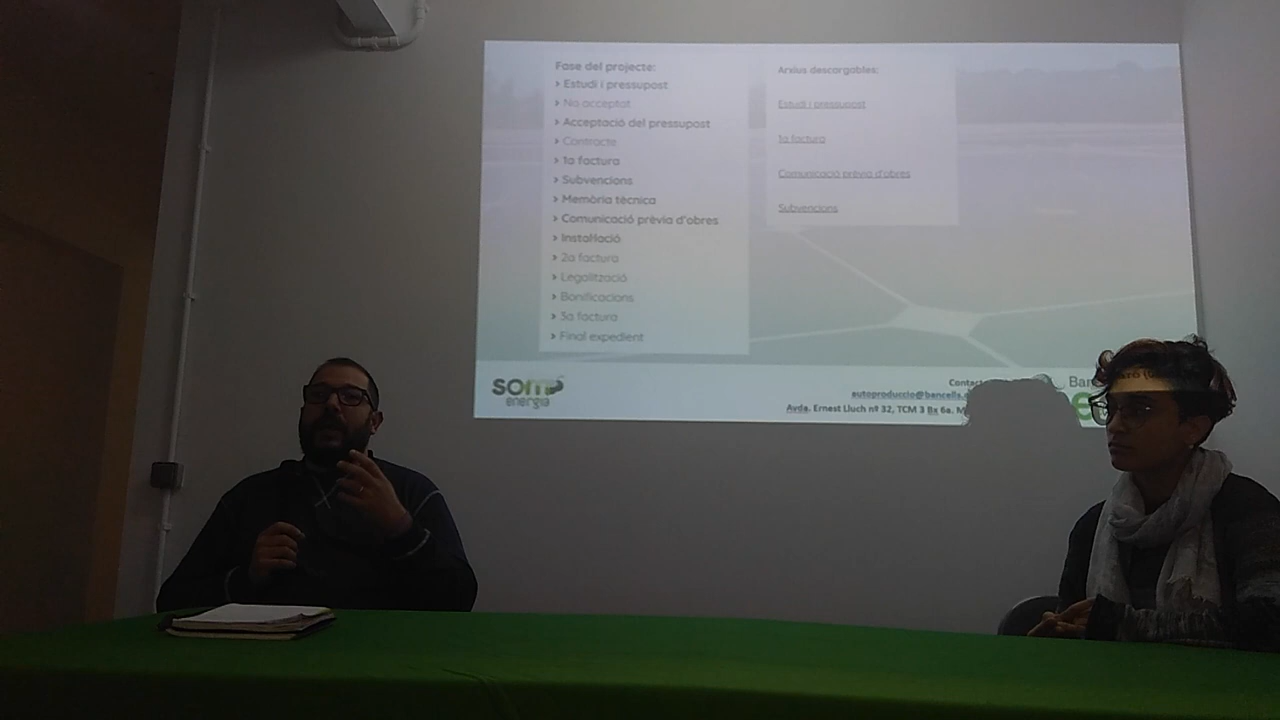 Fase del projecte:
> Estudi i pressupost
> No acceptat
> Acceptació del pressupost
> Contracte
> 1a factura
> Subvencions
> Memòria tècnica
> Comunicació prèvia d'obres
> Instal·lació
> 2a factura
> Legalització
> Bonificacions
> 3a factura
> Final expedient
Arxius descargables:
Estudi i pressupost
1a factura
Comunicació prèvia d'obres
Subvencions
som
energia
autoproduccio@bancells.
Avda. Ernest Lluch nº 32, TCM 3 Bx 6a.